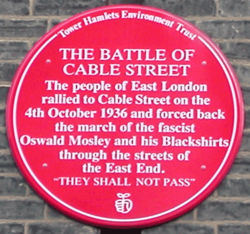 Tower Hamlets Environment Trust
THE BATTLE OF
CABLE STREET
The people of East London
rallied to Cable Street on the
4th October 1936 and forced back
the march of the fascist
Oswald Mosley and his Blackshirts
through the streets of
the East End.
"THEY SHALL NOT PASS"